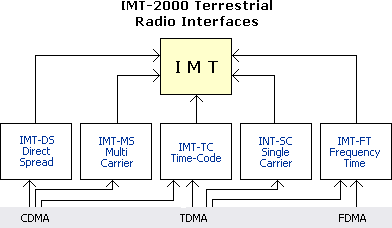 IMT-2000 Terrestrial
Radio Interfaces
I M T
IMT-DS
Direct
Spread
IMT-MS
Multi
Carrier
IMT-TC
Time-Code
INT-SC
Single
Carrier
IMT-FT
Frequency
Time
CDMA
TDMA
FDMA